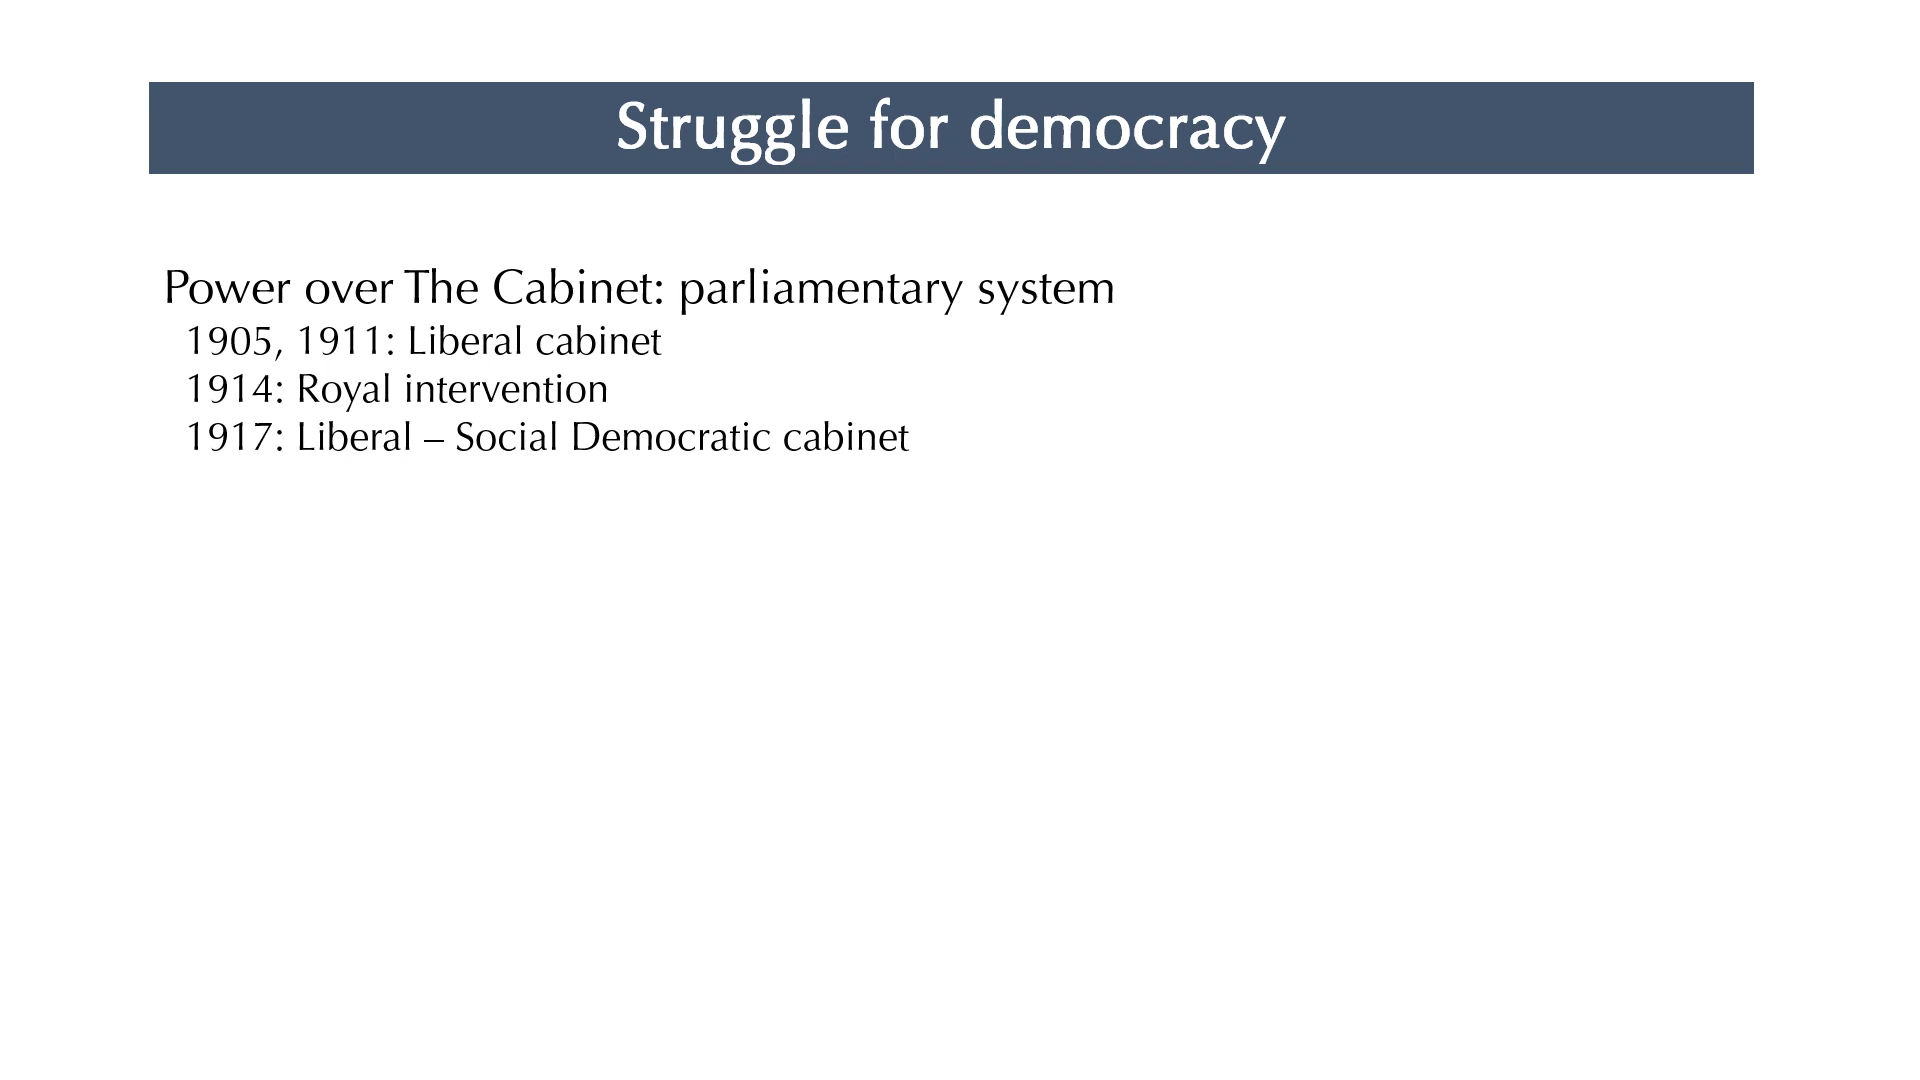 Struggle for democracy
Power over The Cabinet: parliamentary system
1905, 1911: Liberal cabinet
1914: Royal intervention
1917: Liberal – Social Democratic cabinet